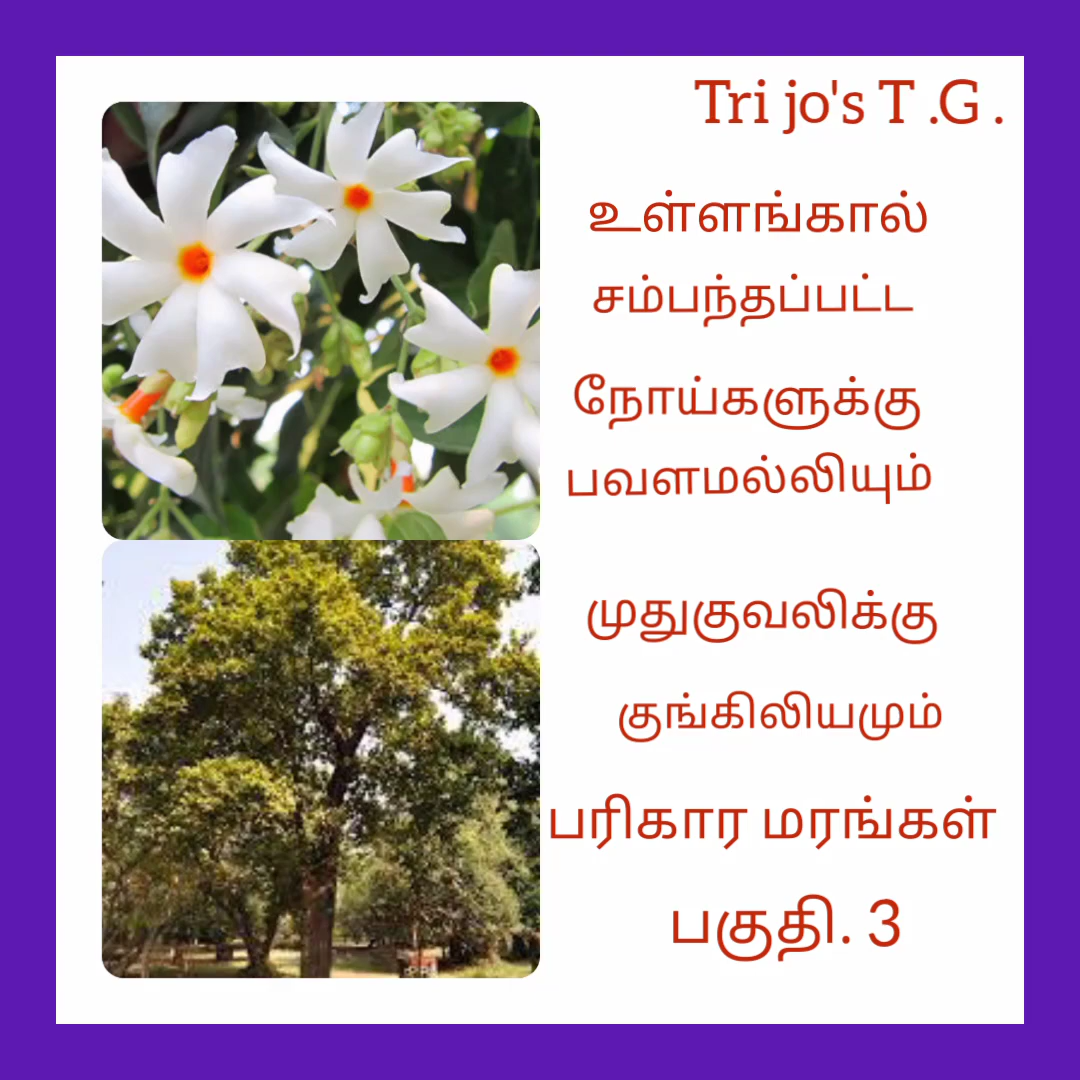 Tri jo's T .G .
உள்ளங்கால்
சம்பந்தப்பட்ட
நோய்களுக்கு
பவளமல்லியும்
முதுகுவலிக்கு
குங்கிலியமும்
பரிகார மரங்கள்
பகுதி. 3